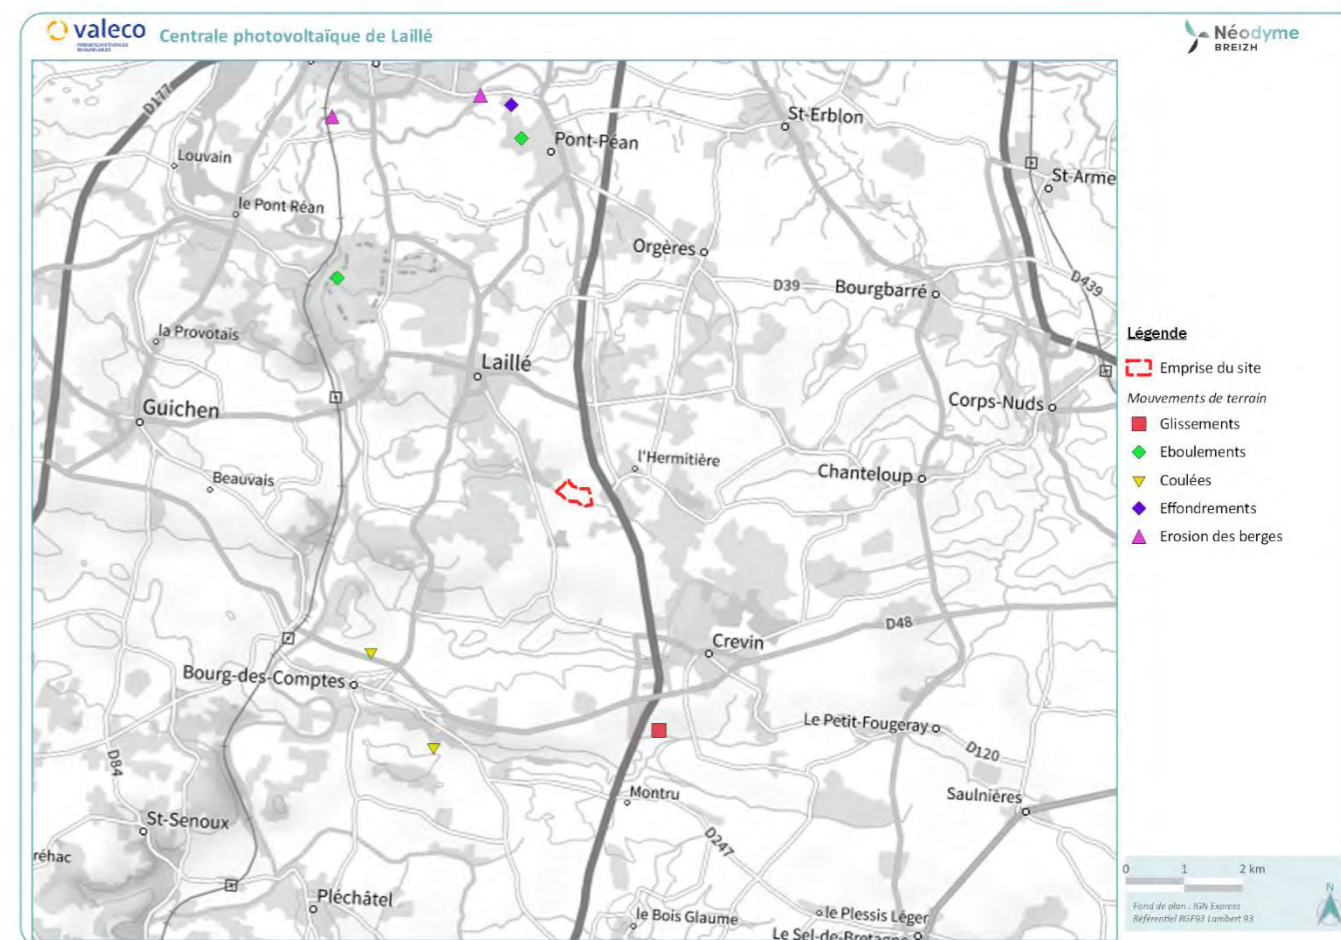 valeco
Centrale photovoltaïque de Laillé
Néodyme
BREIZH
D177
Louvain
le Pont Réan
Pont-Péan
St-Erblon
St-Arme
Orgères
D39
Bourgbarré
D439
la Provotais
Laillé
Guichen
Corps-Nuds
Beauvais
l'Hermitière
Chanteloup
D48
Crevin
Bourg-des-Comptes
Le Petit-Fougeray
D120
D84
Montru
Saulnières
St-Senoux
D247
réhac
Pléchâtel
le Bois Glaume
le Plessis Léger
Le Sel-de-Bretagne
Légende
Emprise du site
Mouvements de terrain
Glissements
Eboulements
Coulées
Effondrements
Erosion des berges
0 1 2 km
Fond de plan : IGN Express
Référentiel RGF93 Lambert 93
N